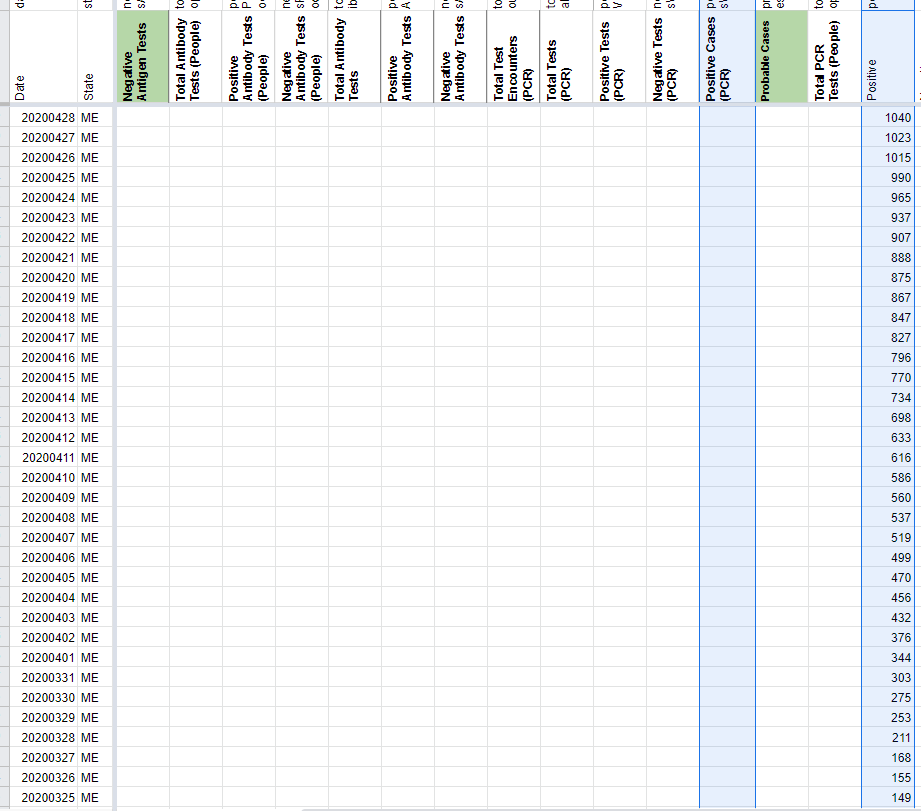 Date
State
Negative
Antigen Tests
Total Antibody
Tests (People)
Positive
Antibody Tests
(People)
Negative
Antibody Tests
(People)
Total Antibody
Tests
Positive
Antibody Tests
Negative
Antibody Tests
Total Test
Encounters
(PCR)
Total Tests
(PCR)
Positive Tests
(PCR)
Negative Tests
(PCR)
Positive Cases
(PCR)
Probable Cases
Total PCR
Tests (People)
Positive
20200428 ME 1040
20200427 ME 1023
20200426 ME 1015
20200425 ME 990
20200424 ME 965
20200423 ME 937
20200422 ME 907
20200421 ME 888
20200420 ME 875
20200419 ME 867
20200418 ME 847
20200417 ME 827
20200416 ME 796
20200415 ME 770
20200414 ME 734
20200413 ME 698
20200412 ME 633
20200411 ME 616
20200410 ME 586
20200409 ME 560
20200408 ME 537
20200407 ME 519
20200406 ME 499
20200405 ME 470
20200404 ME 456
20200403 ME 432
20200402 ME 376
20200401 ME 344
20200331 ME 303
20200330 ME 275
20200329 ME 253
20200328 ME 211
20200327 ME 168
20200326 ME 155
20200325 ME 149